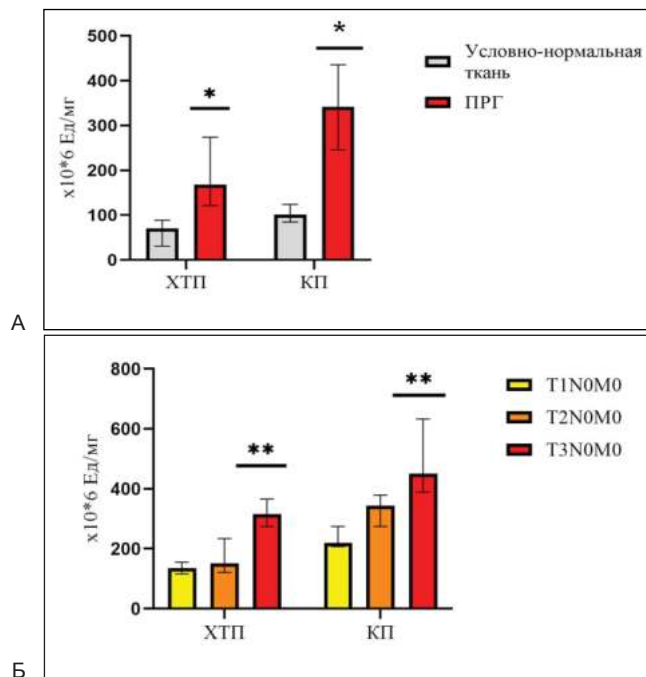 500
400
300
200
100
0
x10*6 Ед/мг
*
*
ХТП
КП
Условно-нормальная
ткань
ПРГ
А
800
600
400
200
0
x10*6 Ед/мг
**
**
ХТП
КП
T1N0M0
T2N0M0
T3N0M0
Б